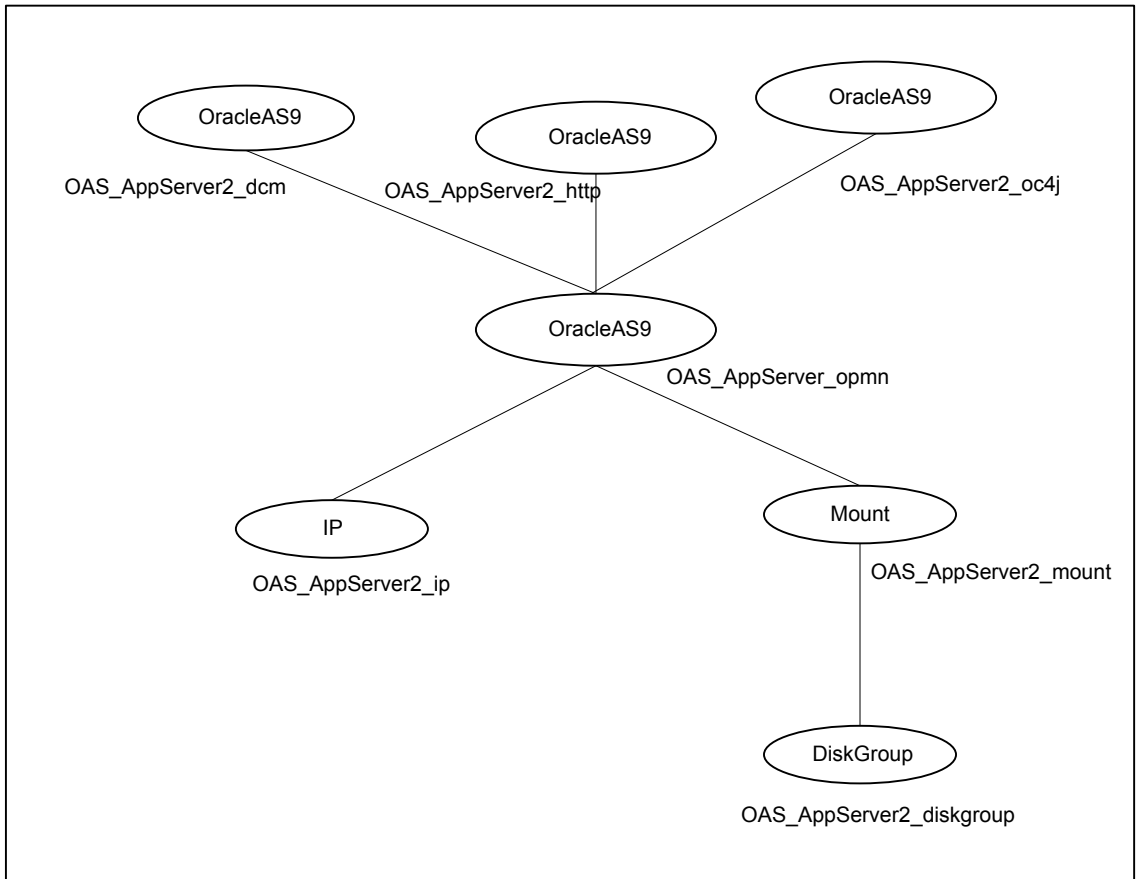 OracleAS9
OracleAS9
OracleAS9
OAS_AppServer2_dcm
OAS_AppServer2_http
OAS_AppServer2_oc4j
OracleAS9
OAS_AppServer_opmn
IP
Mount
OAS_AppServer2_ip
OAS_AppServer2_mount
DiskGroup
OAS_AppServer2_diskgroup